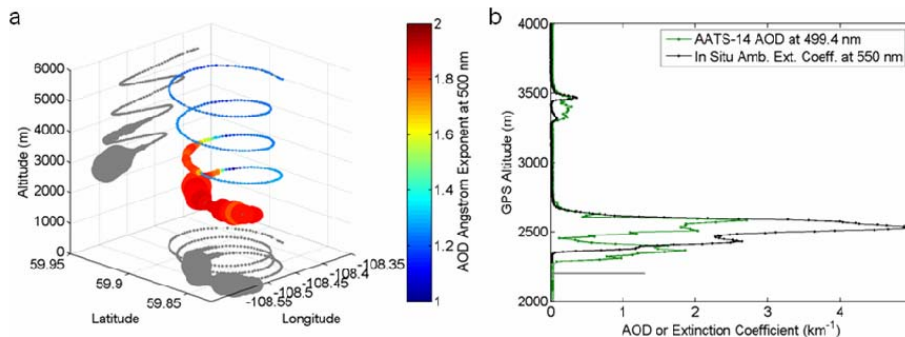 a
6000
5000
4000
3000
2000
1000
0
Altitude (m)
59.95
59.9
59.85
Latitude
-108.55
-108.5
-108.45
-108.4
-108.35
Longitude
2
1.8
1.6
1.4
1.2
1
AOD Angstrom Exponent at 500 nm
b
4000
3500
3000
2500
2000
GPS Altitude (m)
AATS-14 AOD at 499.4 nm
In Situ Amb. Ext. Coeff. at 550 nm
0 1 2 3 4 5
AOD or Extinction Coefficient (km⁻¹)